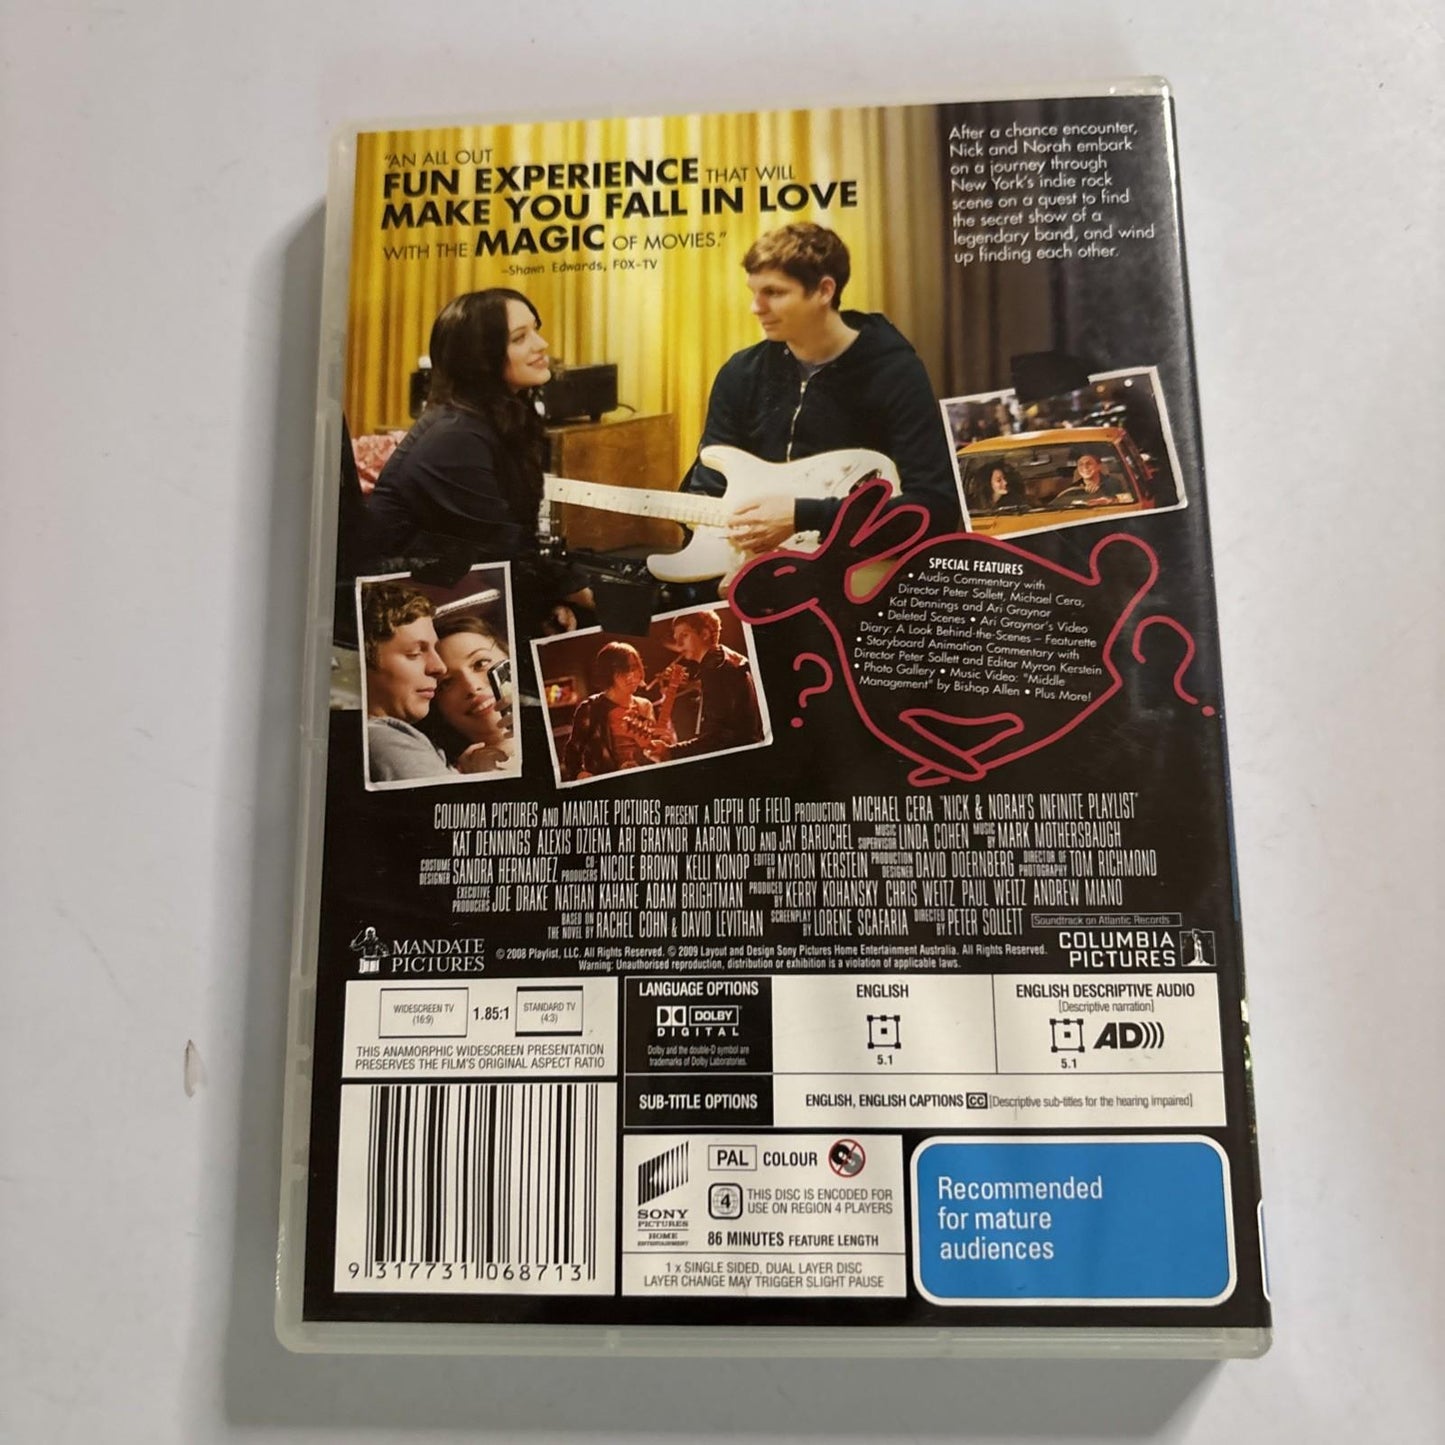 "AN ALL OUT
FUN EXPERIENCE THAT WILL
MAKE YOU FALL IN LOVE
WITH THE MAGIC OF MOVIES."
–Shawn Edwards, FOX-TV
After a chance encounter,
Nick and Norah embark
on a journey through
New York's indie rock
scene on a quest to find
the secret show of a
legendary band, and wind
up finding each other.
SPECIAL FEATURES
• Audio Commentary with
Director Peter Sollett, Michael Cera,
Kat Dennings and Ari Graynor
• Deleted Scenes • Ari Graynor's Video
Diary: A Look Behind-the-Scenes – Featurette
• Storyboard Animation Commentary with
Director Peter Sollett and Editor Myron Kerstein
• Photo Gallery • Music Video: "Middle
Management" by Bishop Allen • Plus More!
? ?
COLUMBIA PICTURES AND MANDATE PICTURES PRESENT A DEPTH OF FIELD PRODUCTION MICHAEL CERA "NICK & NORAH'S INFINITE PLAYLIST"
KAT DENNINGS ALEXIS DZIENA ARI GRAYNOR AARON YOO AND JAY BARUCHEL MUSIC SUPERVISOR LINDA COHEN MUSIC BY MARK MOTHERSBAUGH
COSTUME DESIGNER SANDRA HERNANDEZ CO-PRODUCERS NICOLE BROWN KELLI KONOP EDITED BY MYRON KERSTEIN PRODUCTION DESIGNER DAVID DOERNBERG DIRECTOR OF PHOTOGRAPHY TOM RICHMOND
EXECUTIVE PRODUCERS JOE DRAKE NATHAN KAHANE ADAM BRIGHTMAN PRODUCED BY KERRY KOHANSKY CHRIS WEITZ PAUL WEITZ ANDREW MIANO
BASED ON THE NOVEL BY RACHEL COHN & DAVID LEVITHAN SCREENPLAY BY LORENE SCAFARIA DIRECTED BY PETER SOLLETT Soundtrack on Atlantic Records
MANDATE
PICTURES
© 2008 Playlist, LLC. All Rights Reserved. © 2009 Layout and Design Sony Pictures Home Entertainment Australia. All Rights Reserved.
Warning: Unauthorised reproduction, distribution or exhibition is a violation of applicable laws.
COLUMBIA
PICTURES
WIDESCREEN TV
(16:9)
1.85:1
STANDARD TV
(4:3)
THIS ANAMORPHIC WIDESCREEN PRESENTATION
PRESERVES THE FILM'S ORIGINAL ASPECT RATIO
LANGUAGE OPTIONS
DOLBY
DIGITAL
Dolby and the double-D symbol are
trademarks of Dolby Laboratories.
ENGLISH
5.1
ENGLISH DESCRIPTIVE AUDIO
[Descriptive narration]
AD)))
5.1
SUB-TITLE OPTIONS
ENGLISH, ENGLISH CAPTIONS CC [Descriptive sub-titles for the hearing impaired]
9 317731 068713
SONY
PICTURES
HOME
ENTERTAINMENT
PAL COLOUR
4 THIS DISC IS ENCODED FOR
USE ON REGION 4 PLAYERS
86 MINUTES FEATURE LENGTH
1 x SINGLE SIDED, DUAL LAYER DISC
LAYER CHANGE MAY TRIGGER SLIGHT PAUSE
Recommended
for mature
audiences